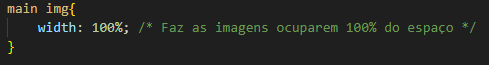 main img{
    width: 100%; /* Faz as imagens ocuparem 100% do espaço */
}